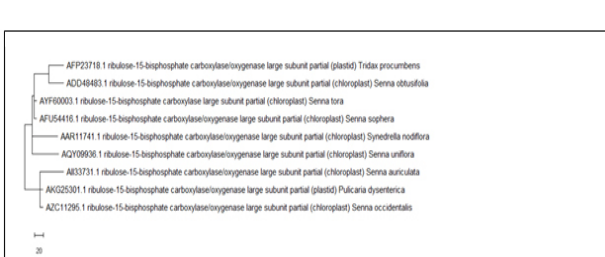 AFP23718.1 ribulose-15-bisphosphate carboxylase/oxygenase large subunit partial (plastid) Tridax procumbens
ADD48483.1 ribulose-15-bisphosphate carboxylase/oxygenase large subunit partial (chloroplast) Senna obtusifolia
AYF60003.1 ribulose-15-bisphosphate carboxylase large subunit partial (chloroplast) Senna tora
AFU54416.1 ribulose-15-bisphosphate carboxylase/oxygenase large subunit partial (chloroplast) Senna sophera
AAR11741.1 ribulose-15-bisphosphate carboxylase/oxygenase large subunit partial (chloroplast) Synedrella nodiflora
AQY09936.1 ribulose-15-bisphosphate carboxylase/oxygenase large subunit partial (chloroplast) Senna uniflora
AII33731.1 ribulose-15-bisphosphate carboxylase/oxygenase large subunit partial (chloroplast) Senna auriculata
AKG25301.1 ribulose-15-bisphosphate carboxylase/oxygenase large subunit partial (plastid) Pulicaria dysenterica
AZC11295.1 ribulose-15-bisphosphate carboxylase/oxygenase large subunit partial (chloroplast) Senna occidentalis
20